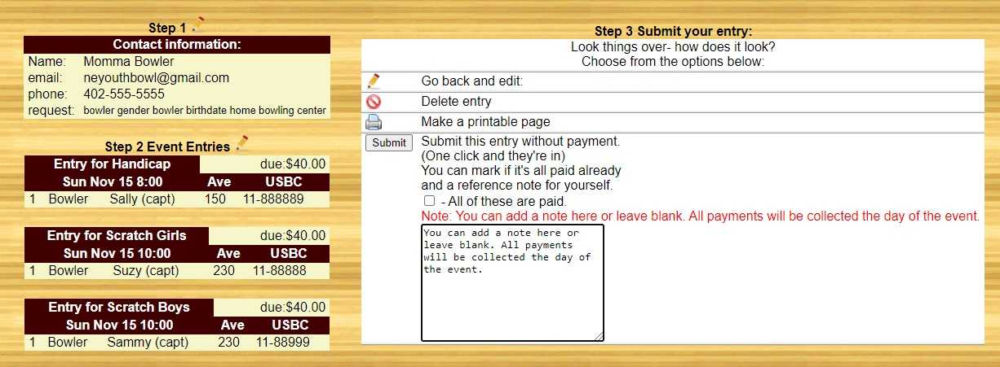 Step 1
Contact information:
Name: Momma Bowler
email: neyouthbowl@gmail.com
phone: 402-555-5555
request: bowler gender bowler birthdate home bowling center
Step 2 Event Entries
Entry for Handicap due:$40.00
Sun Nov 15 8:00 Ave USBC
1 Bowler Sally (capt) 150 11-888889
Entry for Scratch Girls due:$40.00
Sun Nov 15 10:00 Ave USBC
1 Bowler Suzy (capt) 230 11-88888
Entry for Scratch Boys due:$40.00
Sun Nov 15 10:00 Ave USBC
1 Bowler Sammy (capt) 230 11-88999
Step 3 Submit your entry:
Look things over- how does it look?
Choose from the options below:
Go back and edit:
Delete entry
Make a printable page
Submit Submit this entry without payment.
(One click and they're in)
You can mark if it's all paid already
and a reference note for yourself.
- All of these are paid.
Note: You can add a note here or leave blank. All payments will be collected the day of the event.
You can add a note here or
leave blank. All payments
will be collected the day of
the event.